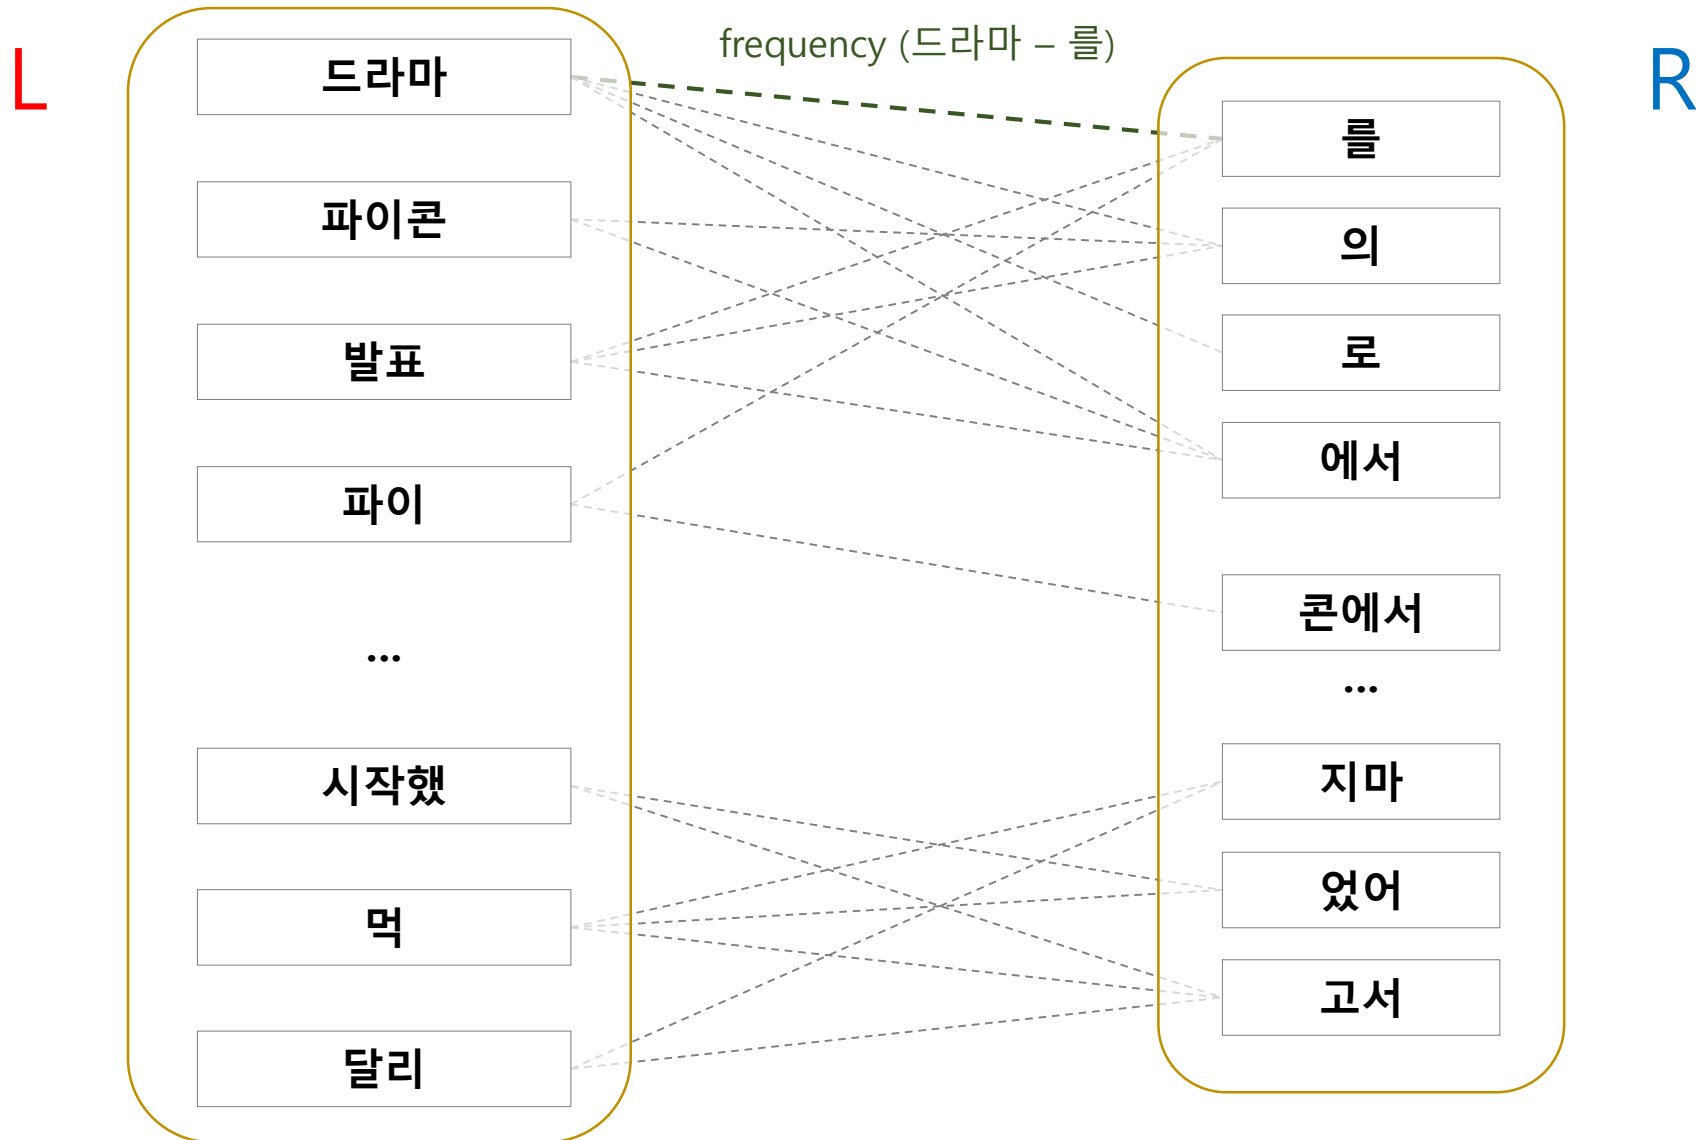 L
frequency (드라마 – 를)
R
드라마
파이콘
발표
파이
...
시작했
먹
달리
를
의
로
에서
콘에서
...
지마
었어
고서